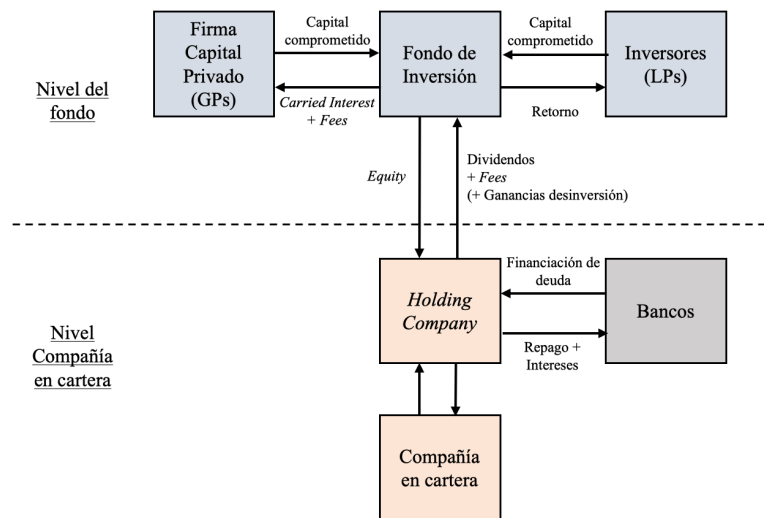 Nivel del
fondo
Firma
Capital
Privado
(GPs)
Capital
comprometido
Carried Interest
+ Fees
Fondo de
Inversión
Capital
comprometido
Retorno
Inversores
(LPs)
Equity
Dividendos
+ Fees
(+ Ganancias desinversión)
Nivel
Compañía
en cartera
Holding
Company
Financiación de
deuda
Repago +
Intereses
Bancos
Compañía
en cartera